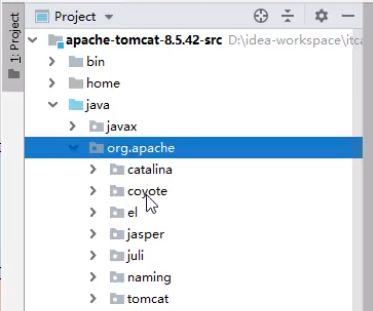 1: Project
Project
apache-tomcat-8.5.42-src D:\idea-workspace\itca
bin
home
java
javax
org.apache
catalina
coyote
el
jasper
juli
naming
tomcat